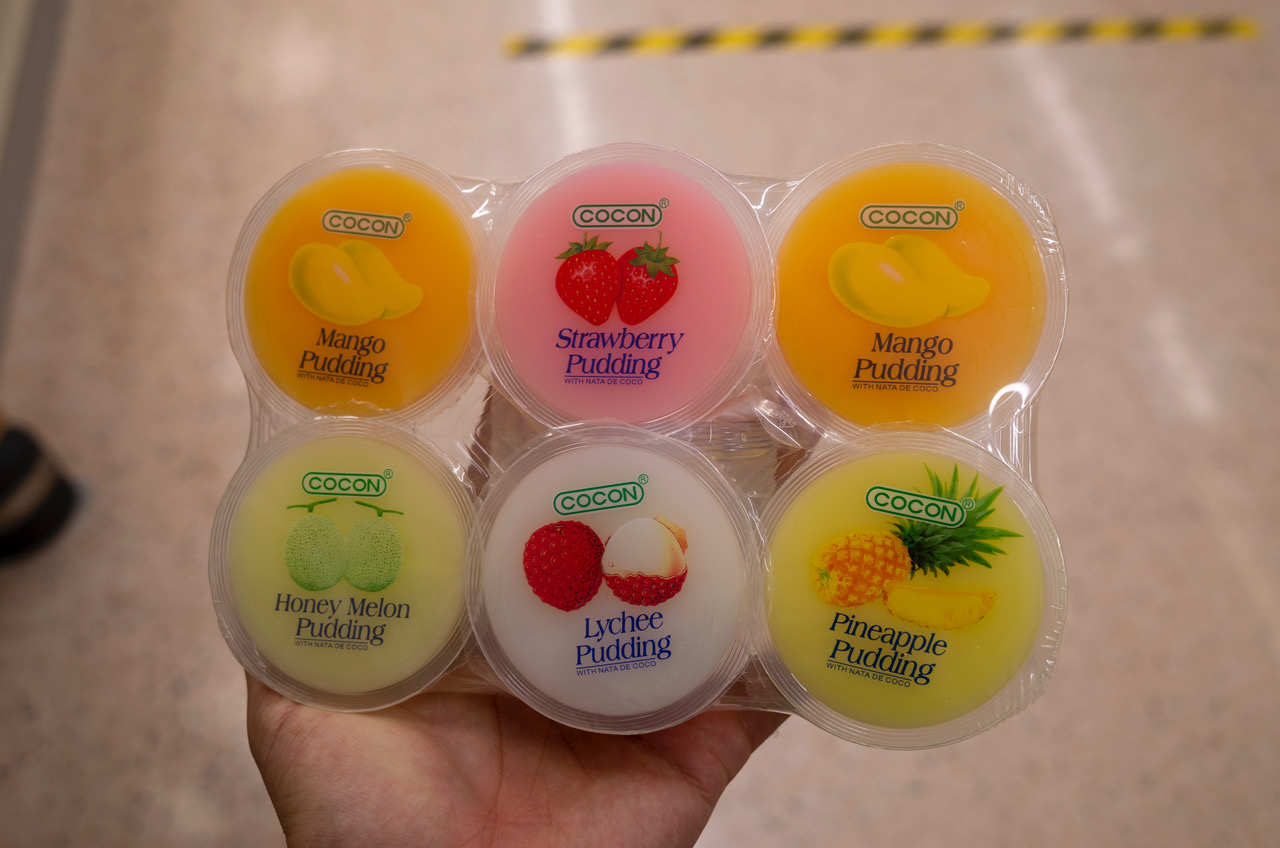 COCON®
Mango
Pudding
WITH NATA DE COCO
COCON®
Strawberry
Pudding
WITH NATA DE COCO
COCON®
Mango
Pudding
WITH NATA DE COCO
COCON®
Honey Melon
Pudding
WITH NATA DE COCO
COCON®
Lychee
Pudding
WITH NATA DE COCO
COCON®
Pineapple
Pudding
WITH NATA DE COCO